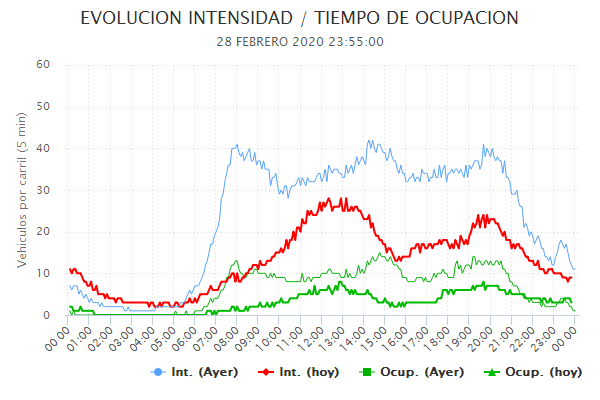 EVOLUCION INTENSIDAD / TIEMPO DE OCUPACION
28 FEBRERO 2020 23:55:00
Vehiculos por carril (5 min)
60
50
40
30
20
10
0
00:00 01:00 02:00 03:00 04:00 05:00 06:00 07:00 08:00 09:00 10:00 11:00 12:00 13:00 14:00 15:00 16:00 17:00 18:00 19:00 20:00 21:00 22:00 23:00 00:00
Int. (Ayer) Int. (hoy) Ocup. (Ayer) Ocup. (hoy)